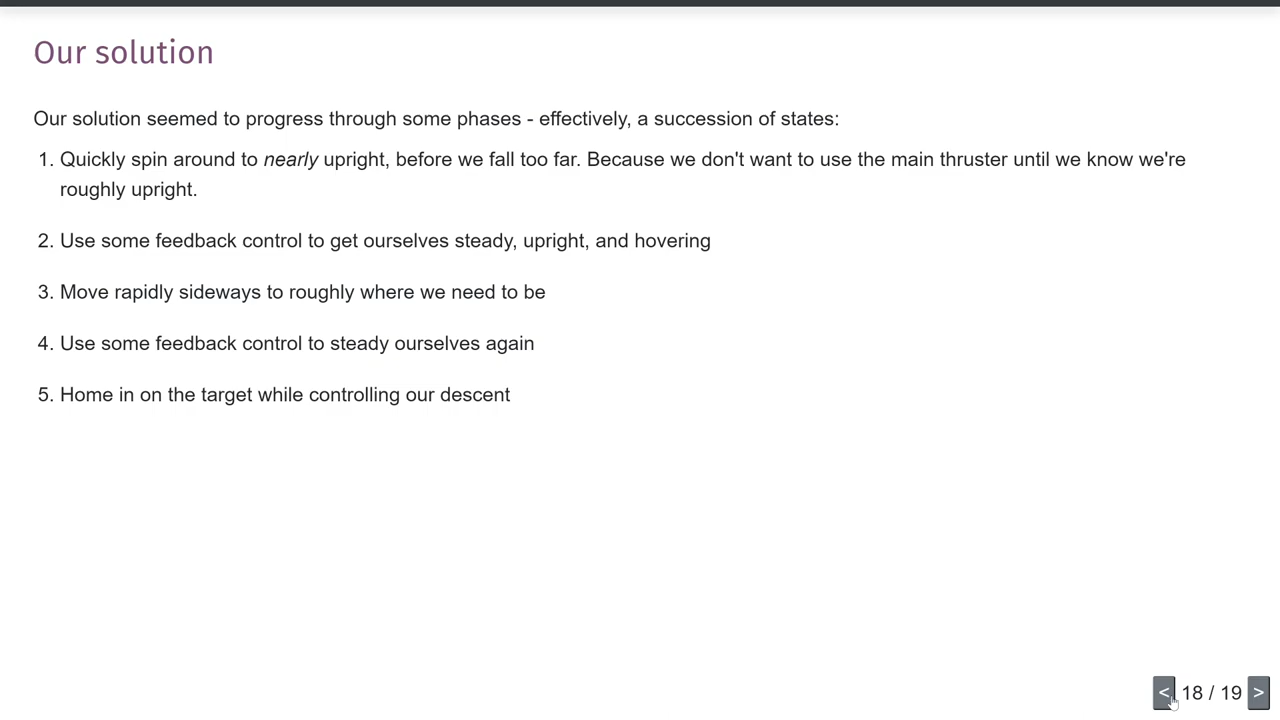 Our solution
Our solution seemed to progress through some phases - effectively, a succession of states:
1. Quickly spin around to nearly upright, before we fall too far. Because we don't want to use the main thruster until we know we're
roughly upright.
2. Use some feedback control to get ourselves steady, upright, and hovering
3. Move rapidly sideways to roughly where we need to be
4. Use some feedback control to steady ourselves again
5. Home in on the target while controlling our descent
< 18 / 19 >